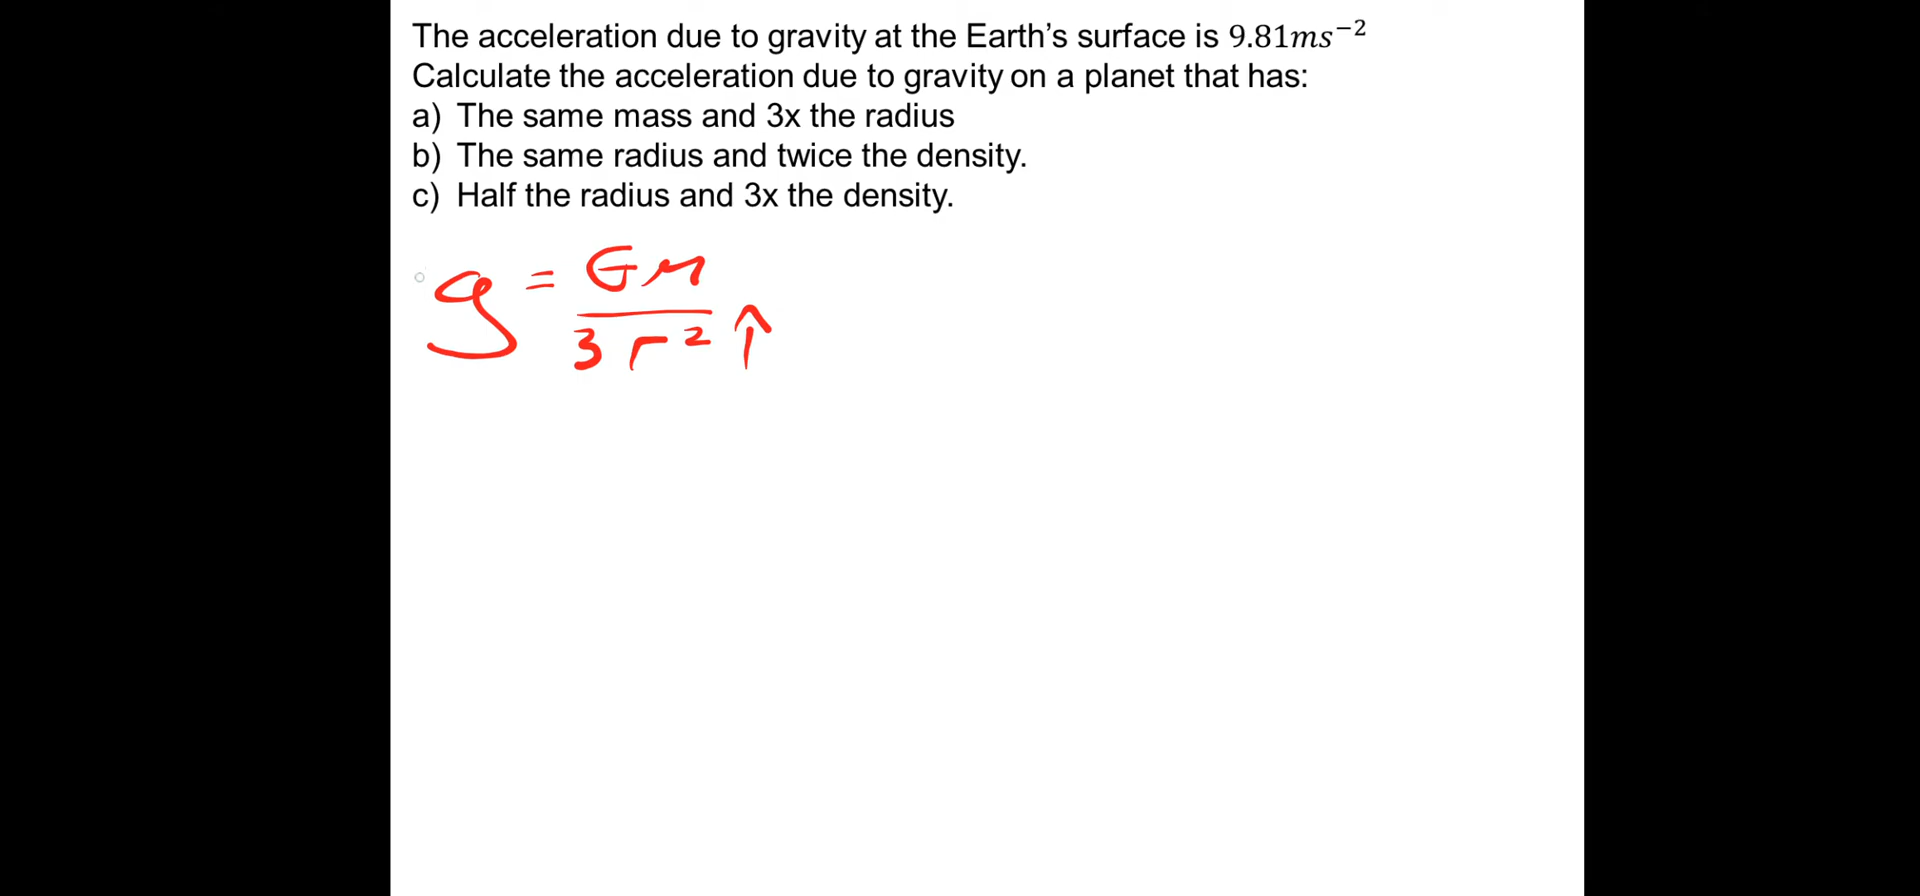 The acceleration due to gravity at the Earth's surface is 9.81ms⁻²
Calculate the acceleration due to gravity on a planet that has:
a) The same mass and 3x the radius
b) The same radius and twice the density.
c) Half the radius and 3x the density.
g = GM / 3r² ↑